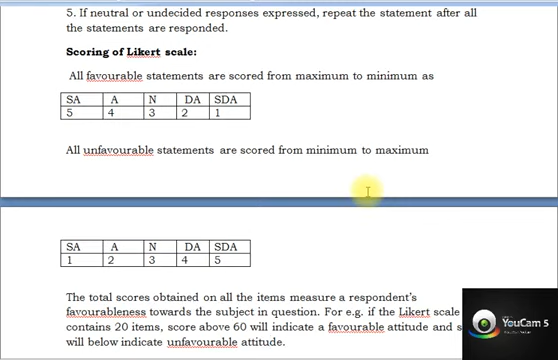 5. If neutral or undecided responses expressed, repeat the statement after all
the statements are responded.
Scoring of Likert scale:
All favourable statements are scored from maximum to minimum as
SA A N DA SDA
5 4 3 2 1
All unfavourable statements are scored from minimum to maximum
SA A N DA SDA
1 2 3 4 5
The total scores obtained on all the items measure a respondent's
favourableness towards the subject in question. For e.g. if the Likert scale
contains 20 items, score above 60 will indicate a favourable attitude and s
will below indicate unfavourable attitude.
YouCam 5